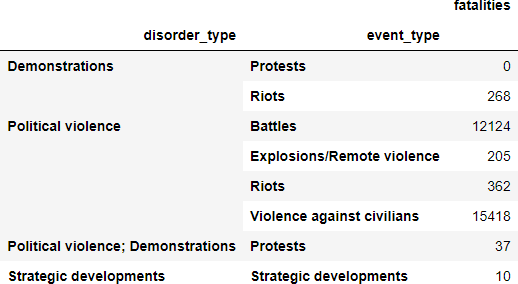 fatalities
disorder_type event_type
Demonstrations Protests 0
Riots 268
Political violence Battles 12124
Explosions/Remote violence 205
Riots 362
Violence against civilians 15418
Political violence; Demonstrations Protests 37
Strategic developments Strategic developments 10